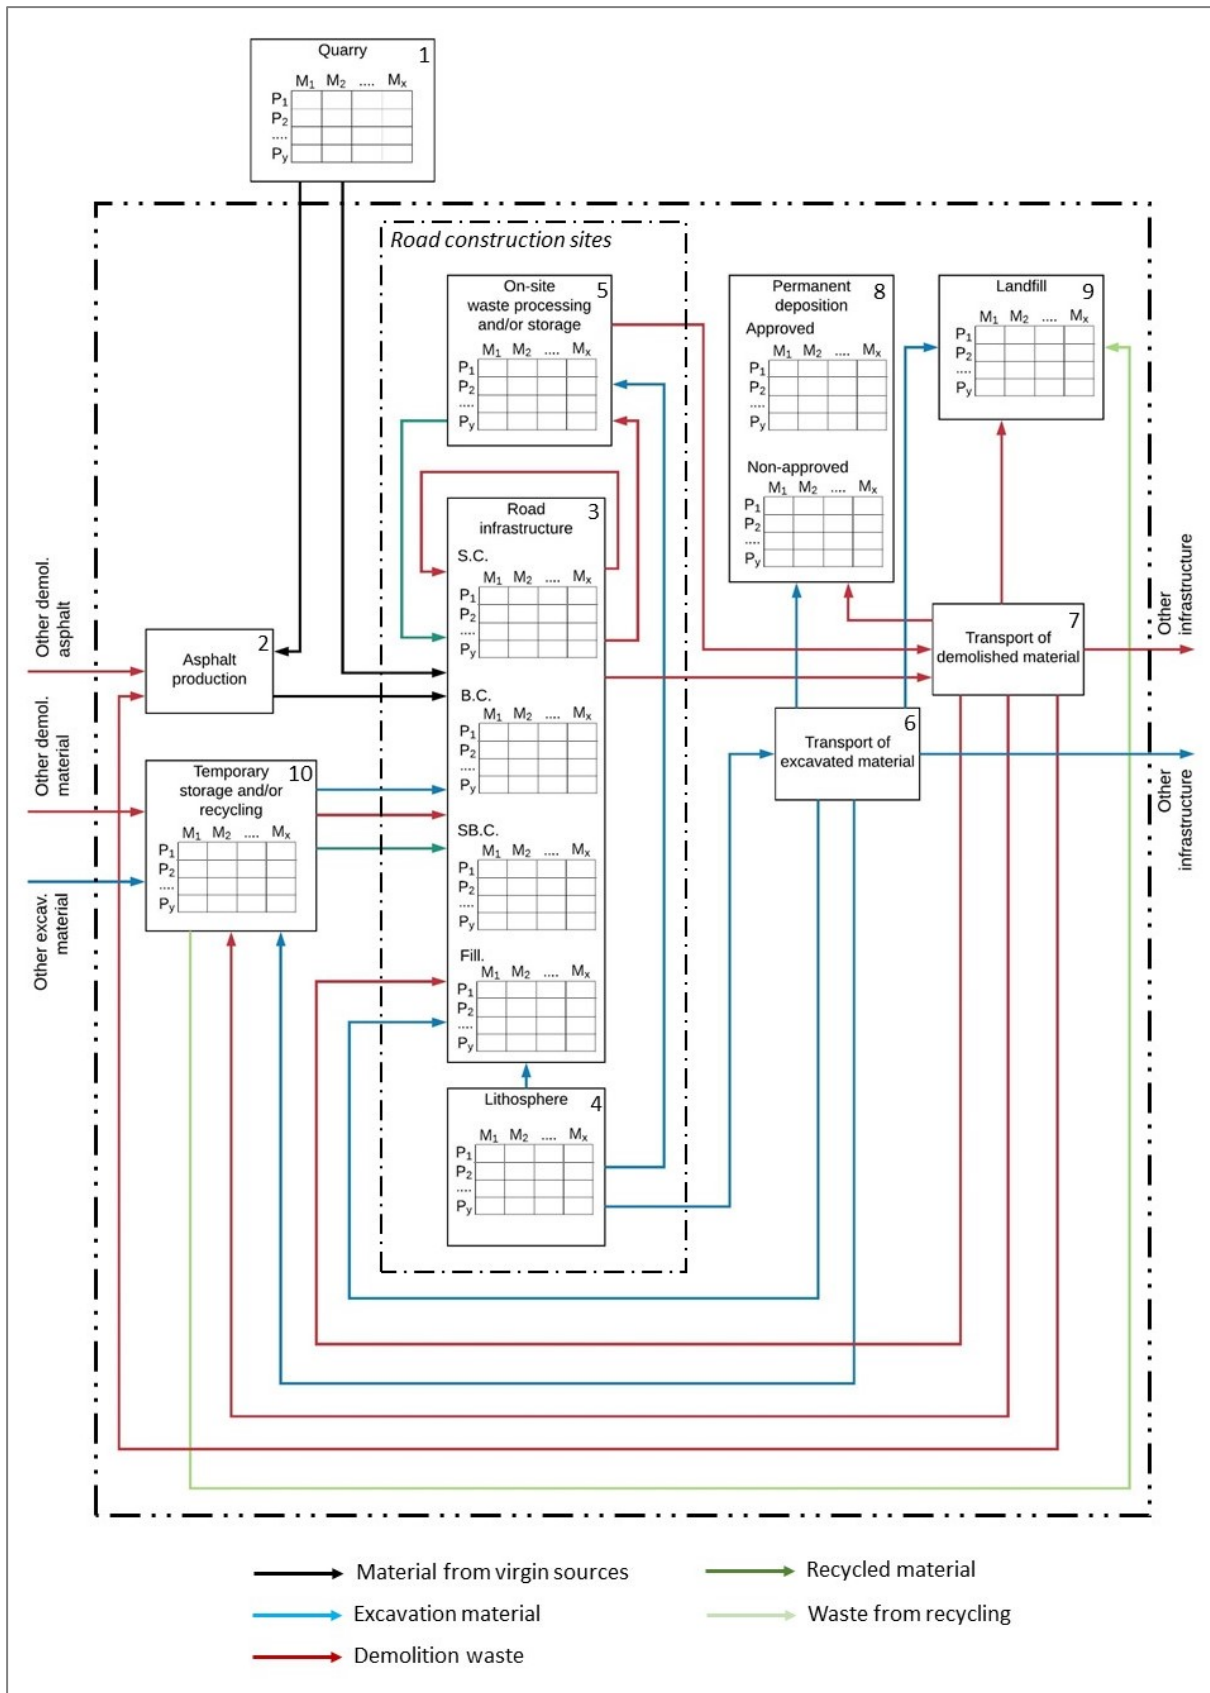 Quarry 1
M1 M2 .... Mx
P1
P2
....
Py
Road construction sites
On-site 5
waste processing
and/or storage
M1 M2 .... Mx
P1
P2
....
Py
Permanent 8
deposition
Approved
M1 M2 .... Mx
P1
P2
....
Py
Non-approved
M1 M2 .... Mx
P1
P2
....
Py
Landfill 9
M1 M2 .... Mx
P1
P2
....
Py
Road 3
infrastructure
S.C.
M1 M2 .... Mx
P1
P2
....
Py
B.C.
M1 M2 .... Mx
P1
P2
....
Py
SB.C.
M1 M2 .... Mx
P1
P2
....
Py
Fill.
M1 M2 .... Mx
P1
P2
....
Py
Other demol.
asphalt
Asphalt 2
production
Other demol.
material
Temporary 10
storage and/or
recycling
M1 M2 .... Mx
P1
P2
....
Py
Other excav.
material
Transport of 7
demolished material
Other
infrastructure
Transport of 6
excavated material
Other
infrastructure
Lithosphere 4
M1 M2 .... Mx
P1
P2
....
Py
Material from virgin sources
Recycled material
Excavation material
Waste from recycling
Demolition waste